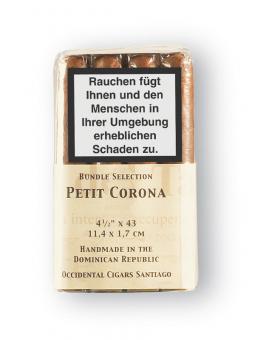 Rauchen fügt
Ihnen und den
Menschen in
Ihrer Umgebung
erheblichen
Schaden zu.
Bundle Selection
Petit Corona
4½" x 43
11,4 x 1,7 cm
Handmade in the
Dominican Republic
Occidental Cigars Santiago